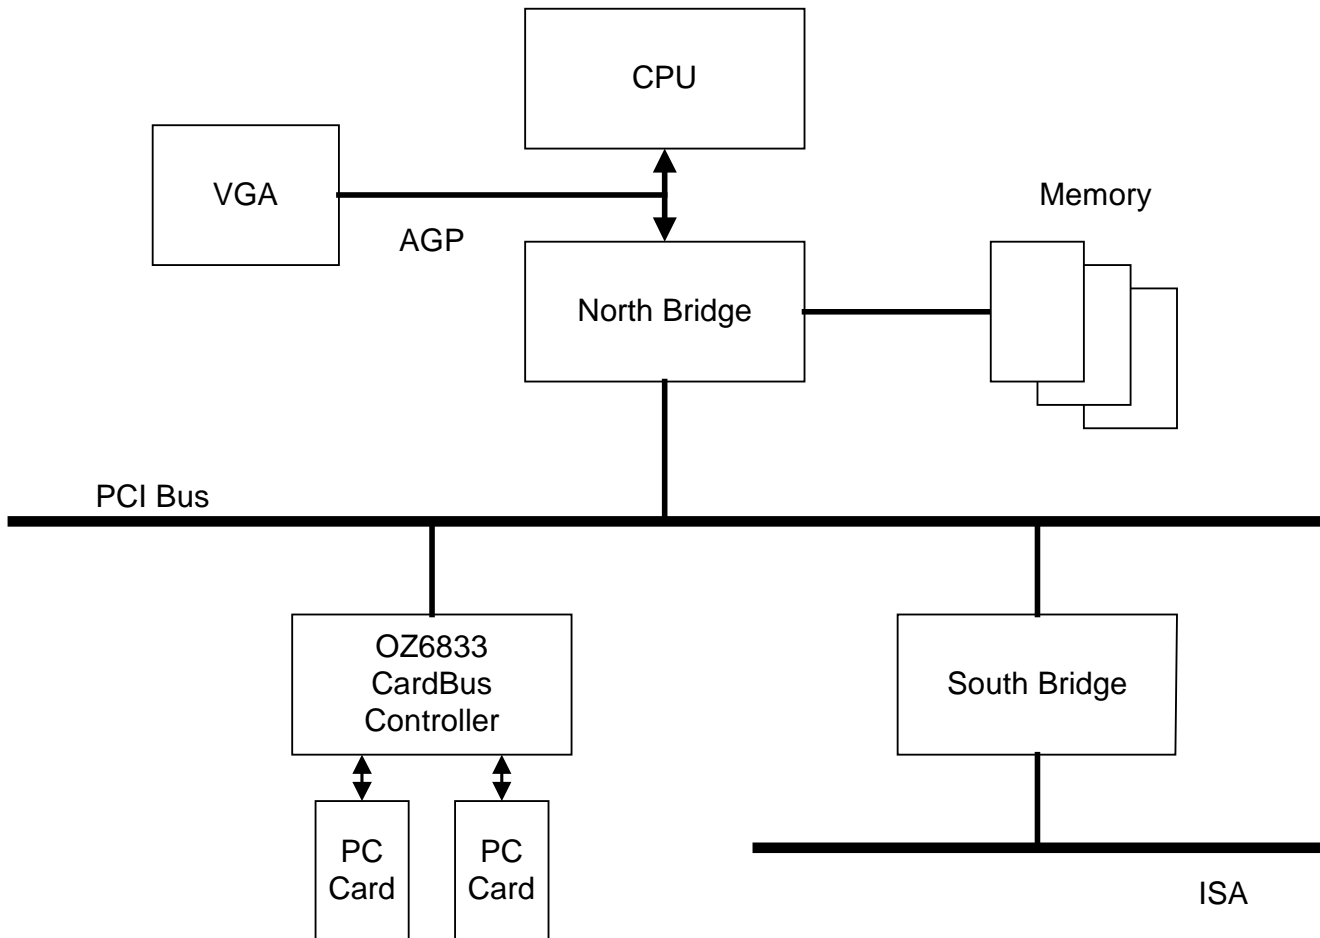 CPU
VGA
Memory
AGP
North Bridge
PCI Bus
OZ6833
CardBus
Controller
South Bridge
PC
Card
PC
Card
ISA